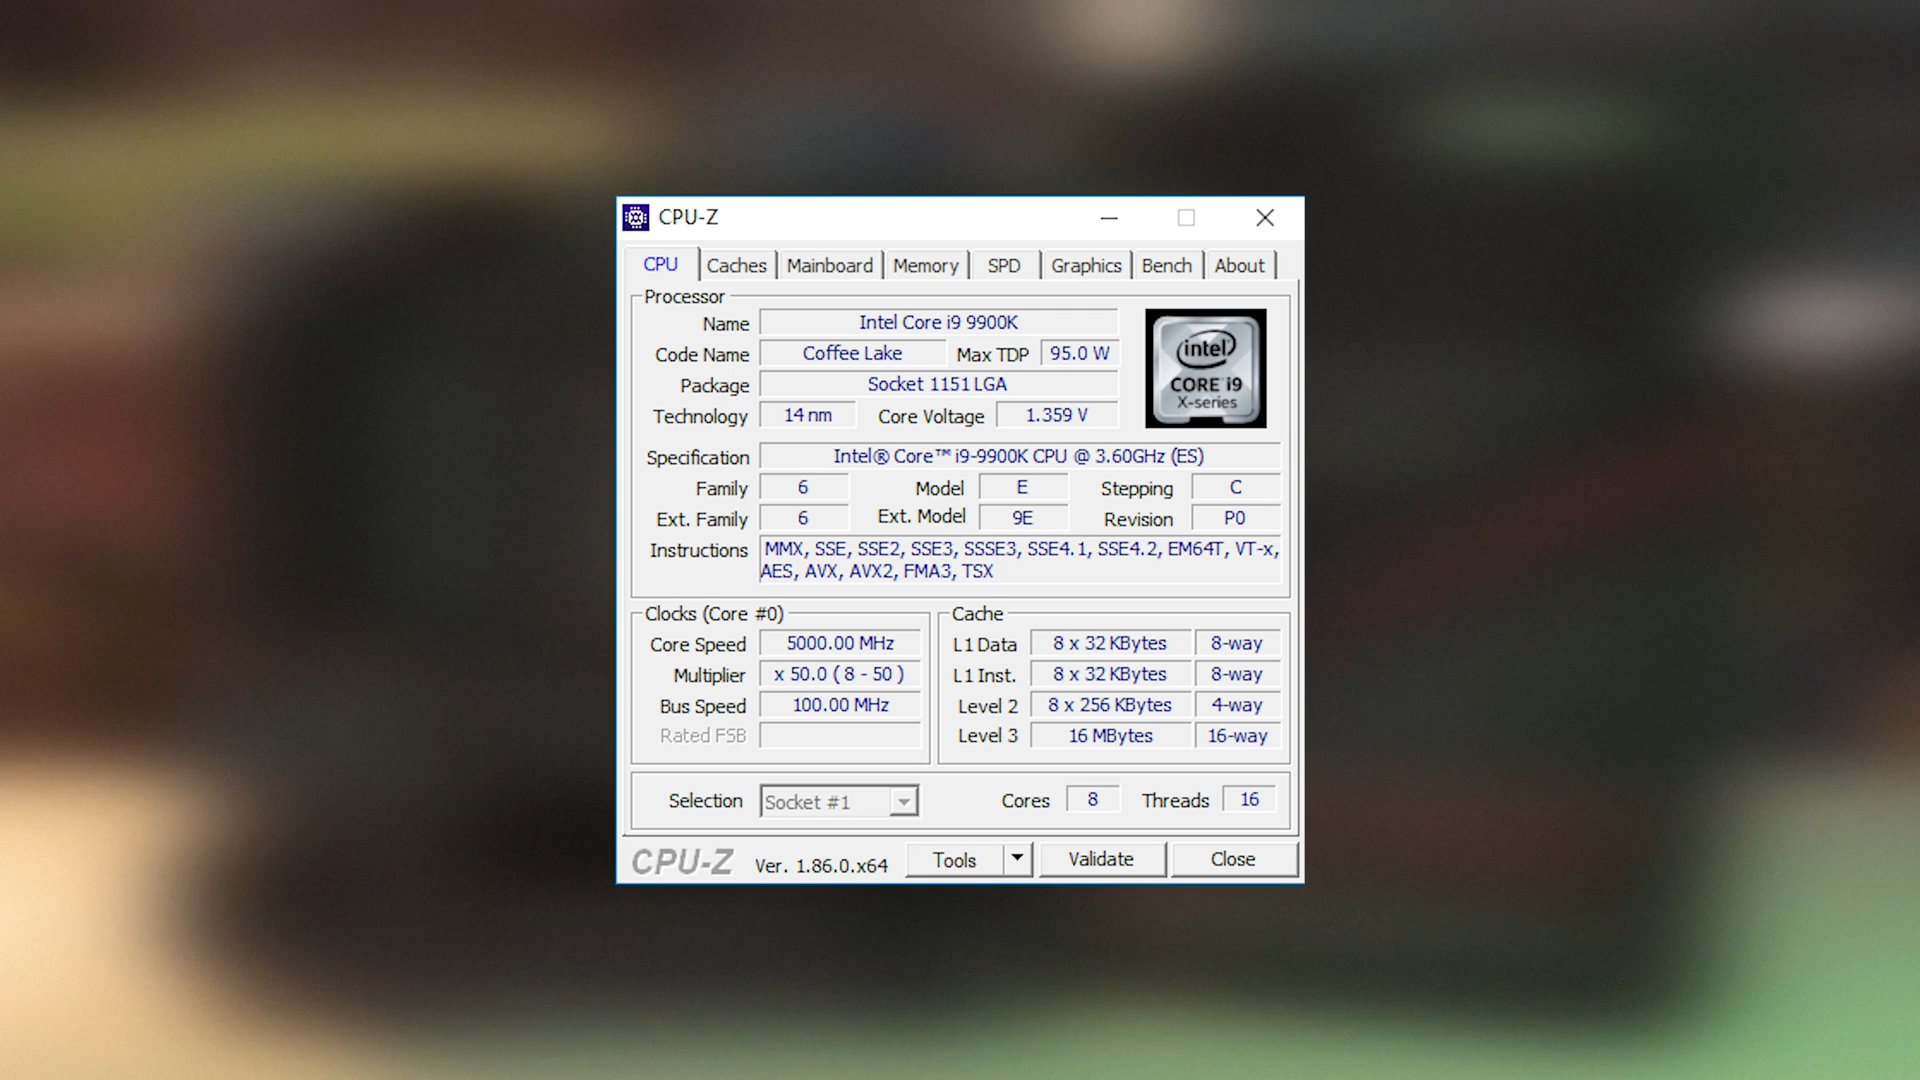 CPU-Z
CPU Caches Mainboard Memory SPD Graphics Bench About
Processor
Name Intel Core i9 9900K
Code Name Coffee Lake Max TDP 95.0 W
Package Socket 1151 LGA
Technology 14 nm Core Voltage 1.359 V
intel
CORE i9
X-series
Specification Intel® Core™ i9-9900K CPU @ 3.60GHz (ES)
Family 6 Model E Stepping C
Ext. Family 6 Ext. Model 9E Revision P0
Instructions MMX, SSE, SSE2, SSE3, SSSE3, SSE4.1, SSE4.2, EM64T, VT-x,
AES, AVX, AVX2, FMA3, TSX
Clocks (Core #0)
Core Speed 5000.00 MHz
Multiplier x 50.0 ( 8 - 50 )
Bus Speed 100.00 MHz
Rated FSB
Cache
L1 Data 8 x 32 KBytes 8-way
L1 Inst. 8 x 32 KBytes 8-way
Level 2 8 x 256 KBytes 4-way
Level 3 16 MBytes 16-way
Selection Socket #1 Cores 8 Threads 16
CPU-Z Ver. 1.86.0.x64 Tools Validate Close